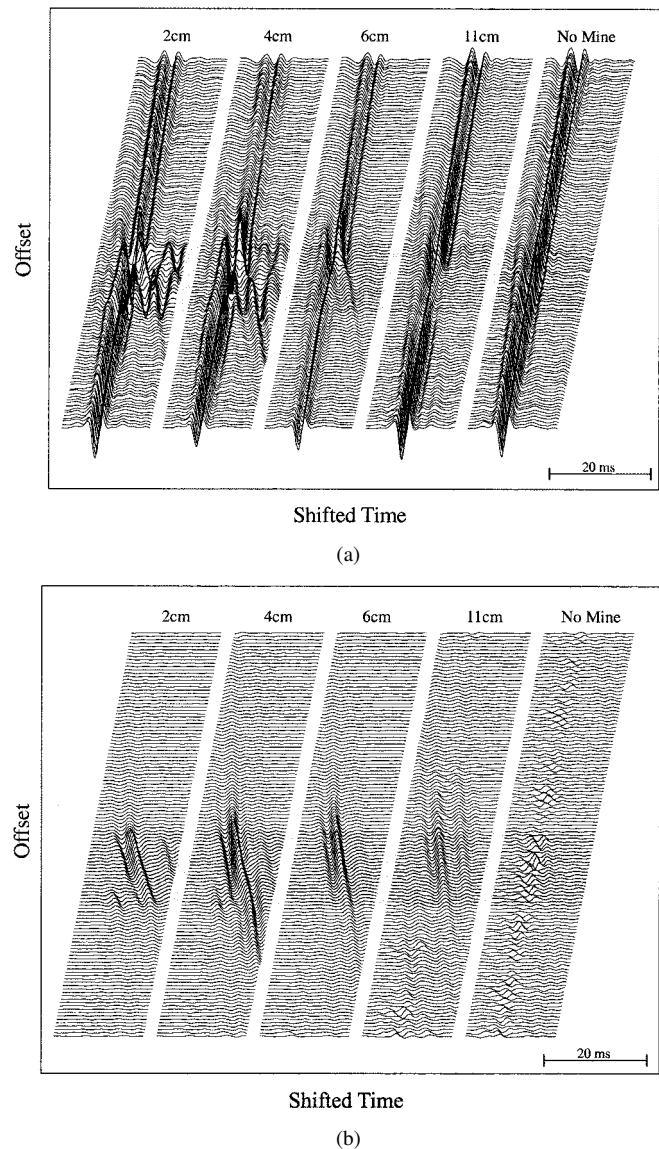 2cm 4cm 6cm 11cm No Mine
Offset
20 ms
Shifted Time
(a)
2cm 4cm 6cm 11cm No Mine
Offset
20 ms
Shifted Time
(b)